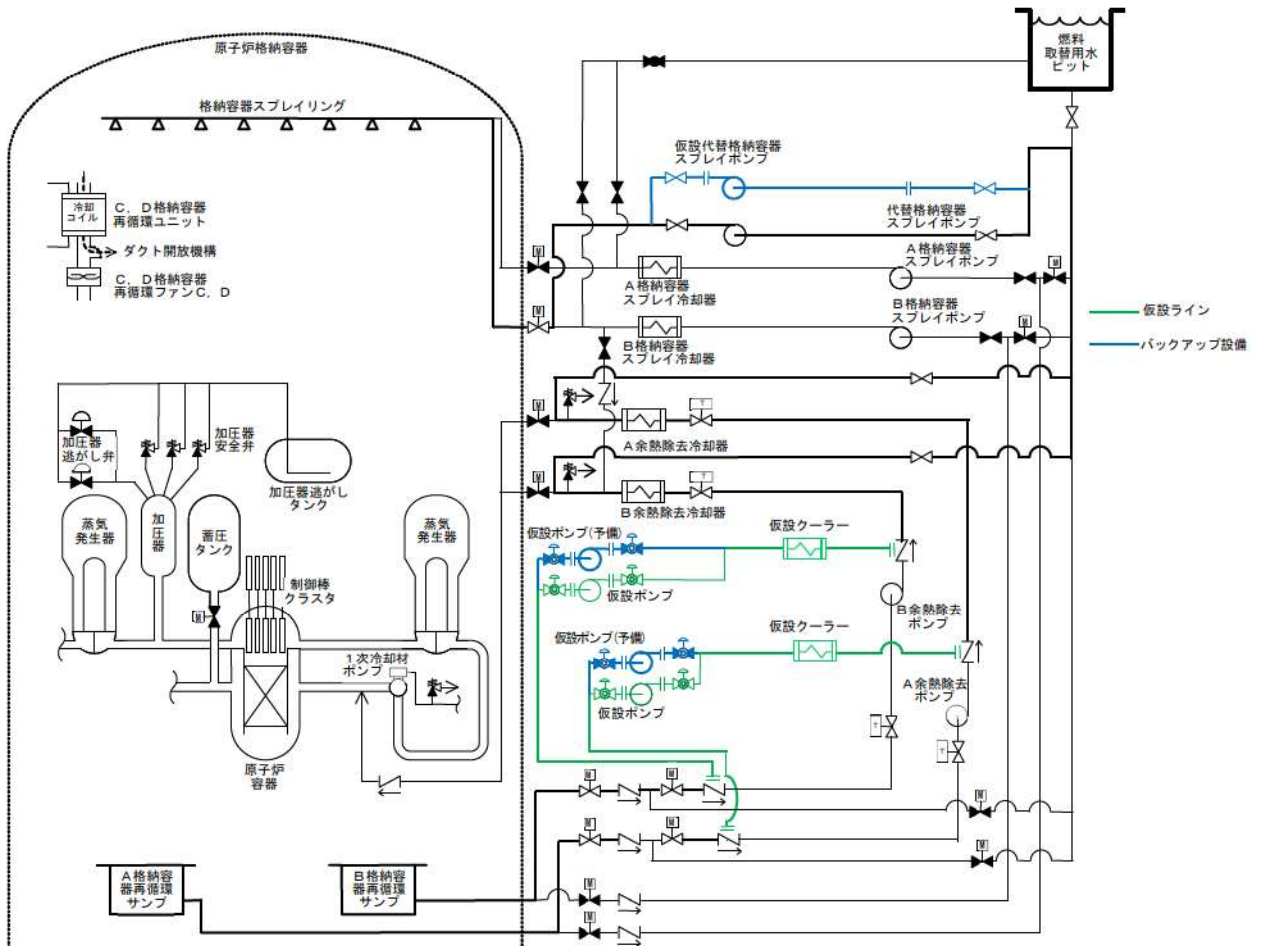 原子炉格納容器
格納容器スプレイリング
冷却
コイル
C，D格納容器
再循環ユニット
ダクト開放機構
C，D格納容器
再循環ファンC，D
燃料
取替用水
ピット
仮設代替格納容器
スプレイポンプ
代替格納容器
スプレイポンプ
A格納容器
スプレイポンプ
M
M
A格納容器
スプレイ冷却器
B格納容器
スプレイポンプ
M
M
B格納容器
スプレイ冷却器
仮設ライン
バックアップ設備
M
T
A余熱除去冷却器
M
T
B余熱除去冷却器
加圧器
逃がし弁
加圧器
安全弁
加圧器逃がし
タンク
蒸気
発生器
加
圧
器
蓄圧
タンク
M
制御棒
クラスタ
蒸気
発生器
1次冷却材
ポンプ
原子炉
容器
仮設ポンプ(予備)
仮設クーラー
仮設ポンプ
B余熱除去
ポンプ
仮設ポンプ(予備)
仮設クーラー
仮設ポンプ
A余熱除去
ポンプ
T
T
M
M
M
M
M
M
A格納容
器再循環
サンプ
B格納容
器再循環
サンプ
M
M